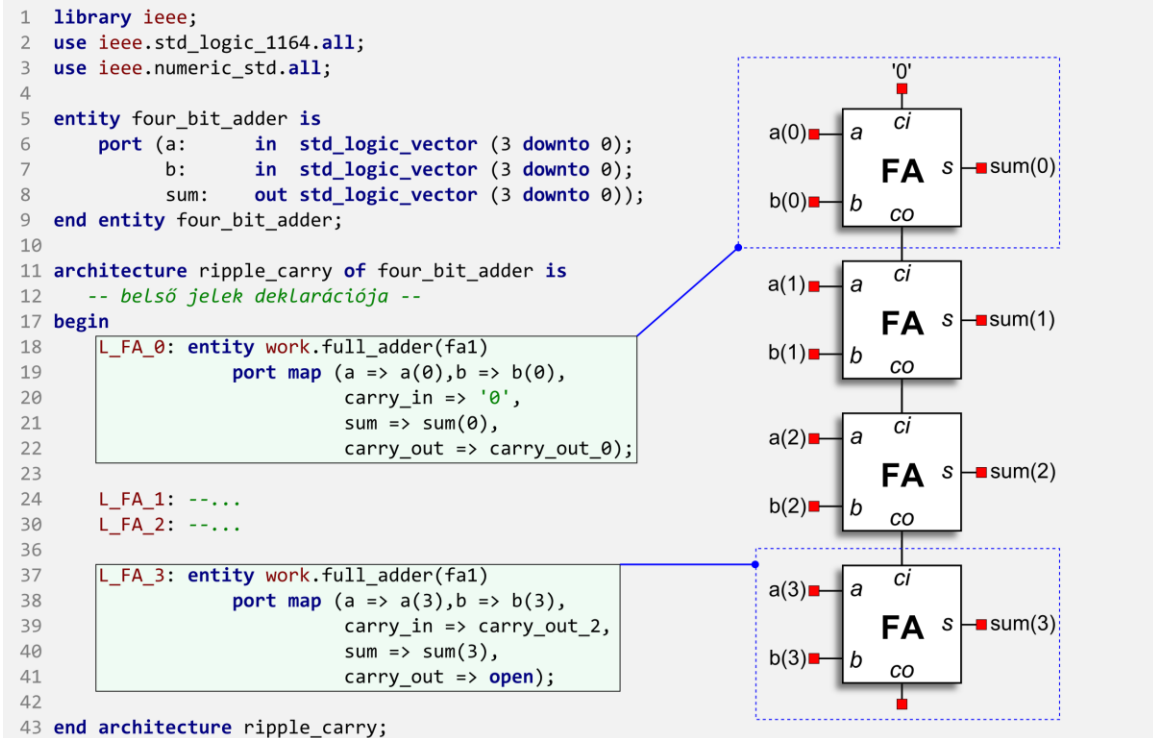 1 library ieee;
2 use ieee.std_logic_1164.all;
3 use ieee.numeric_std.all;
4
5 entity four_bit_adder is
6     port (a:      in  std_logic_vector (3 downto 0);
7           b:      in  std_logic_vector (3 downto 0);
8           sum:    out std_logic_vector (3 downto 0));
9 end entity four_bit_adder;
10
11 architecture ripple_carry of four_bit_adder is
12    -- belső jelek deklarációja --
17 begin
18     L_FA_0: entity work.full_adder(fa1)
19             port map (a => a(0),b => b(0),
20                       carry_in => '0',
21                       sum => sum(0),
22                       carry_out => carry_out_0);
23
24     L_FA_1: --...
30     L_FA_2: --...
36
37     L_FA_3: entity work.full_adder(fa1)
38             port map (a => a(3),b => b(3),
39                       carry_in => carry_out_2,
40                       sum => sum(3),
41                       carry_out => open);
42
43 end architecture ripple_carry;
'0'
ci
a(0) a
FA s sum(0)
b(0) b
co
ci
a(1) a
FA s sum(1)
b(1) b
co
ci
a(2) a
FA s sum(2)
b(2) b
co
ci
a(3) a
FA s sum(3)
b(3) b
co